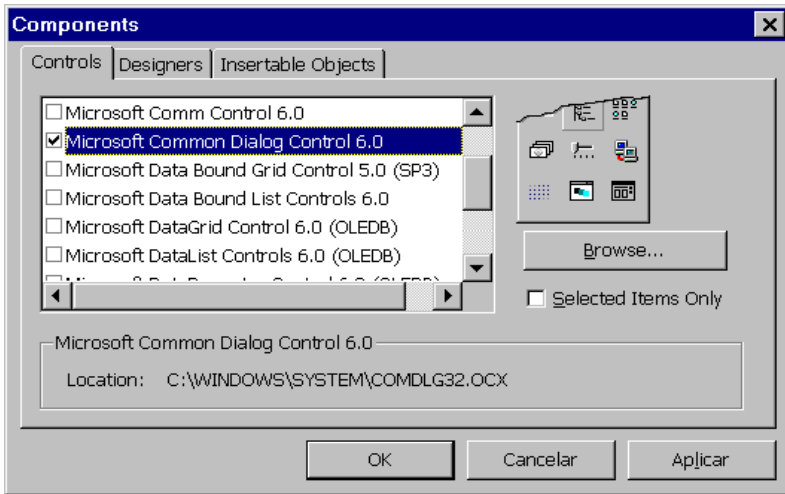 Components
Controls Designers Insertable Objects
Microsoft Comm Control 6.0
Microsoft Common Dialog Control 6.0
Microsoft Data Bound Grid Control 5.0 (SP3)
Microsoft Data Bound List Controls 6.0
Microsoft DataGrid Control 6.0 (OLEDB)
Microsoft DataList Controls 6.0 (OLEDB)
Browse...
Selected Items Only
Microsoft Common Dialog Control 6.0
Location: C:\WINDOWS\SYSTEM\COMDLG32.OCX
OK Cancelar Aplicar